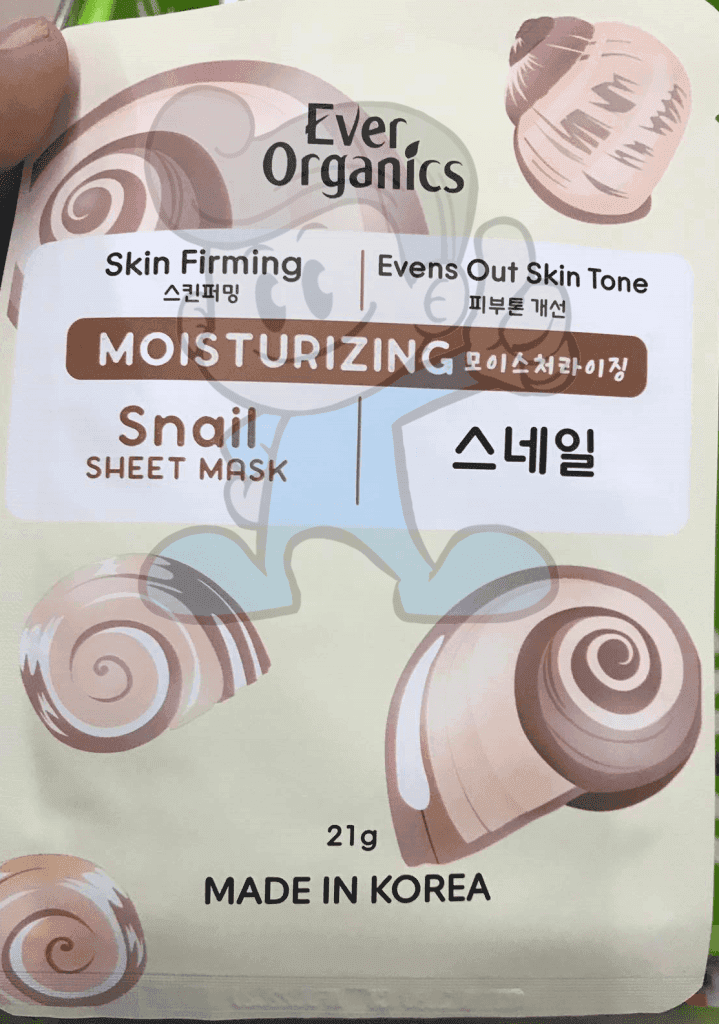 Ever
Organics
Skin Firming
스킨퍼밍
Evens Out Skin Tone
피부톤 개선
MOISTURIZING 모이스처라이징
Snail
SHEET MASK
스네일
21g
MADE IN KOREA